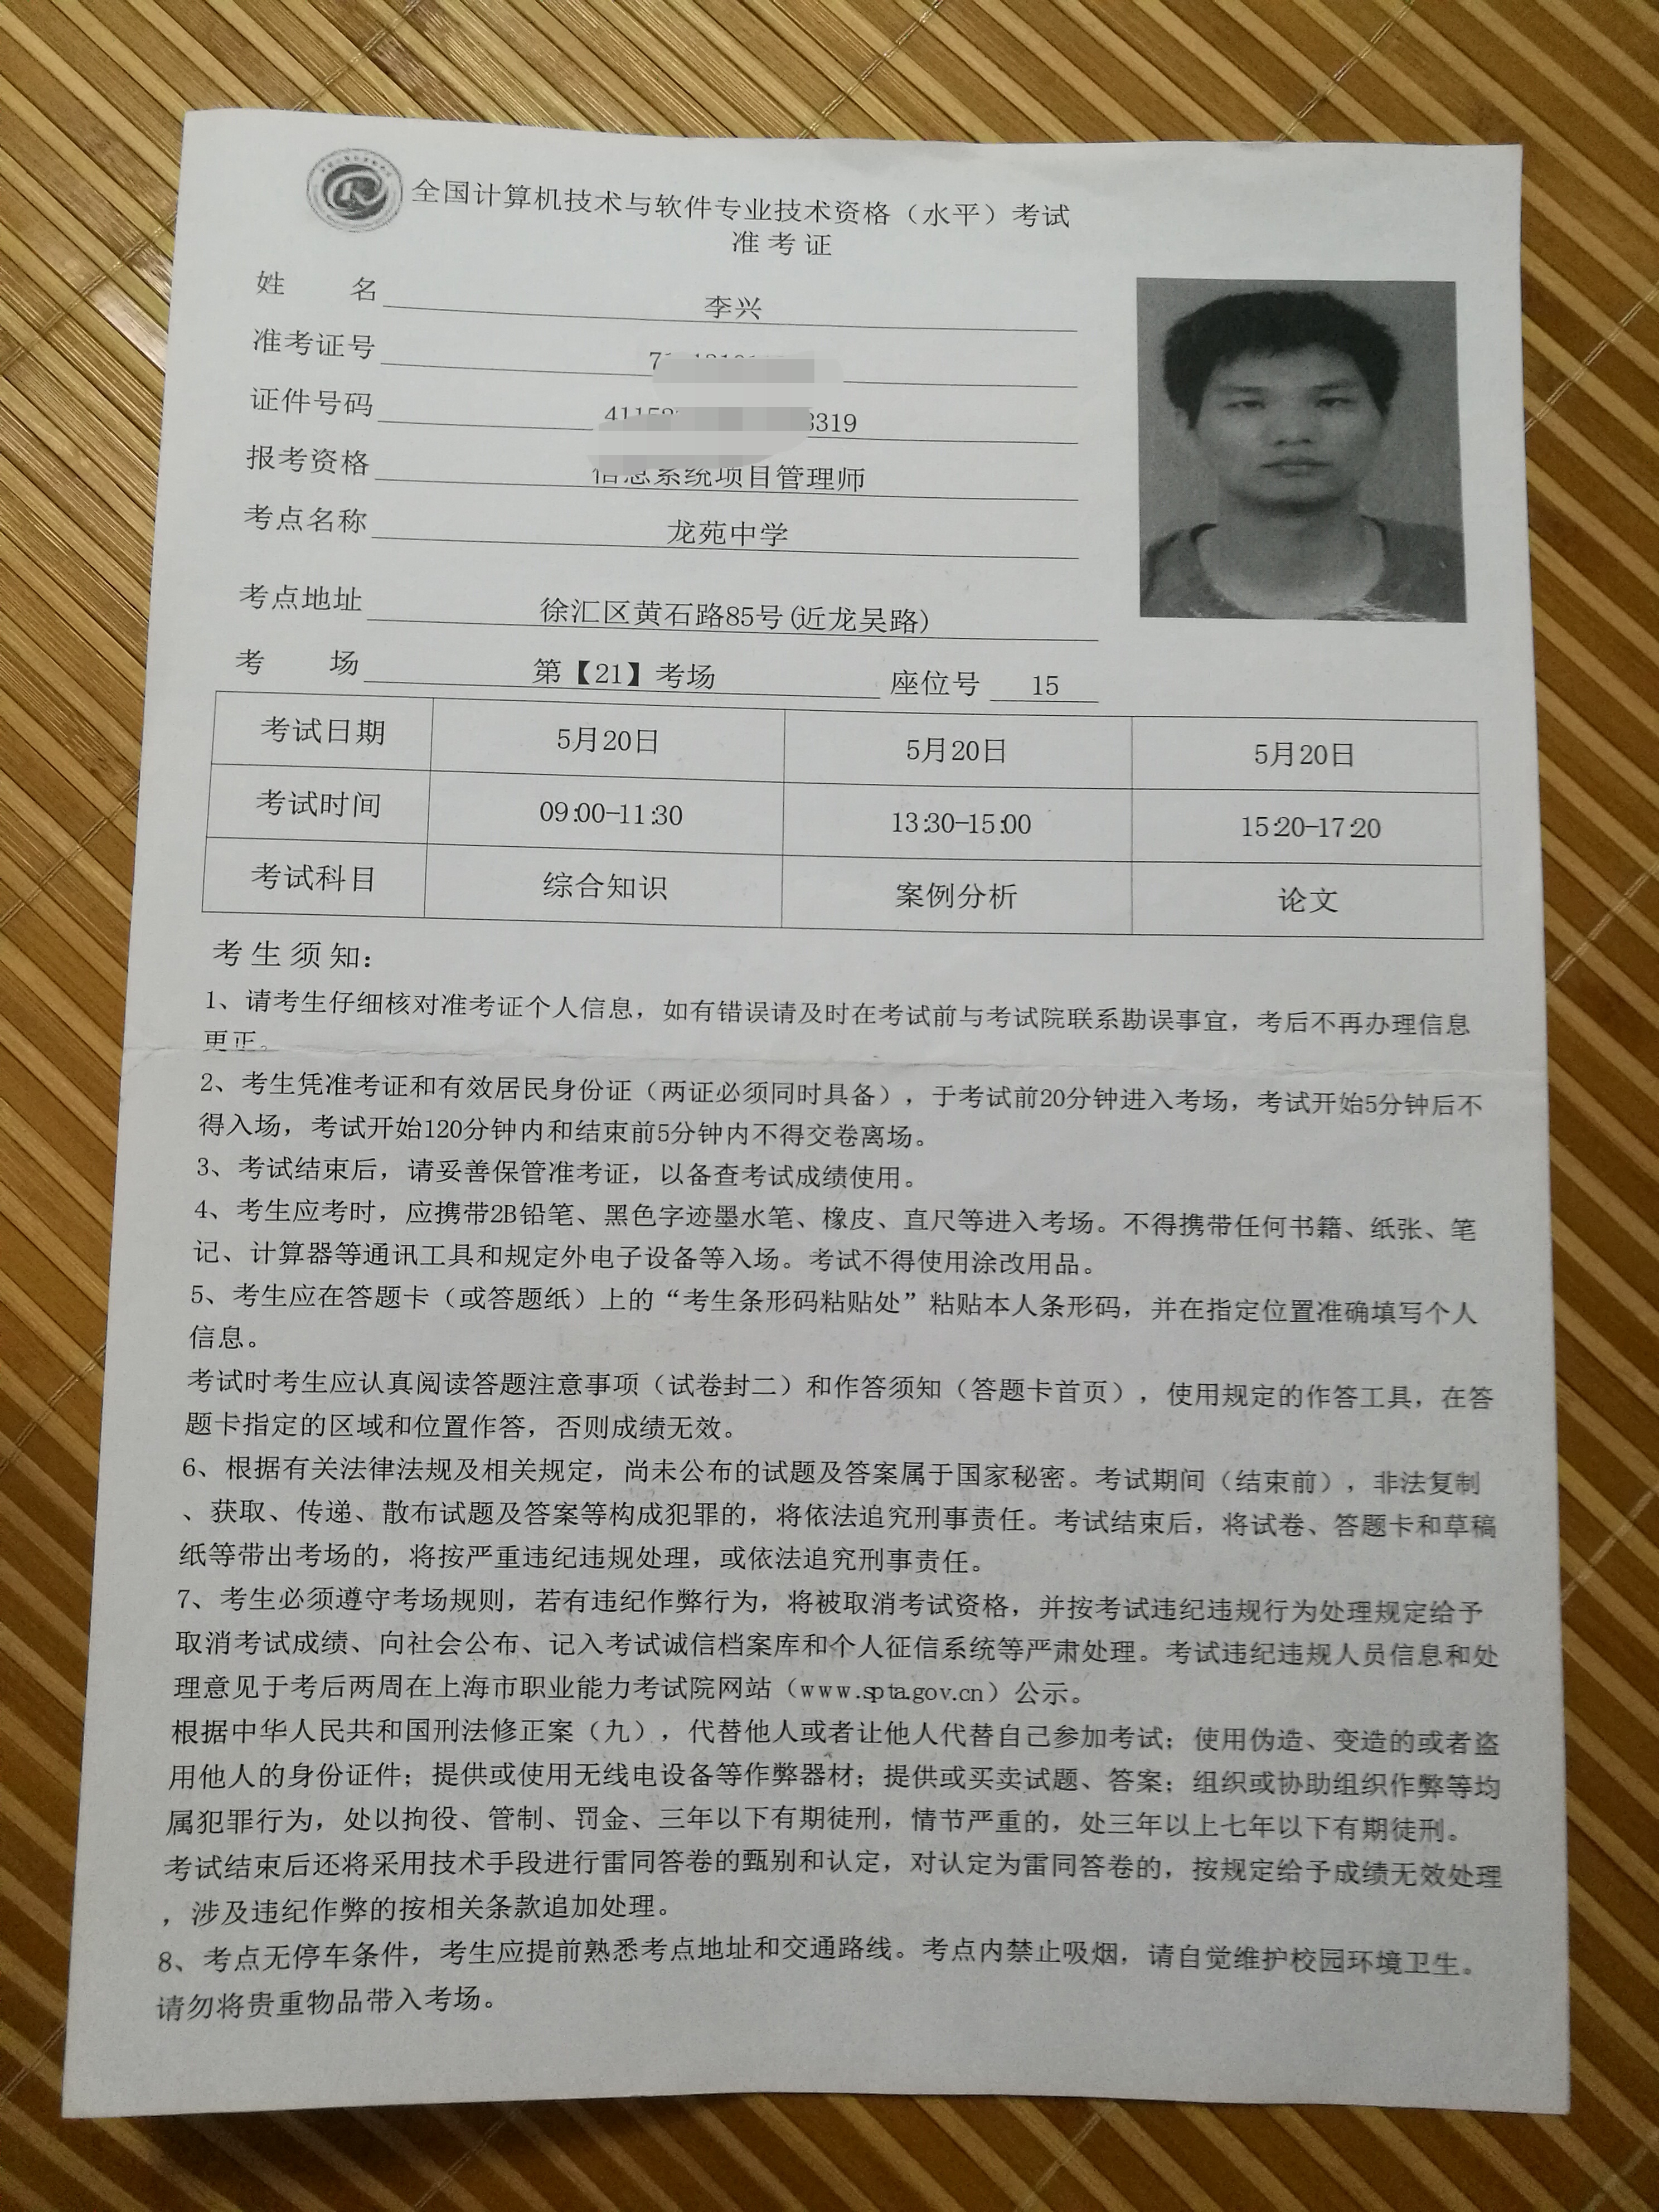 全国计算机技术与软件专业技术资格（水平）考试
准考证
姓 名 李兴
准考证号
证件号码 3319
报考资格 信息系统项目管理师
考点名称 龙苑中学
考点地址 徐汇区黄石路85号(近龙吴路)
考 场 第【21】考场 座位号 15
考试日期 5月20日 5月20日 5月20日
考试时间 09:00-11:30 13:30-15:00 15:20-17:20
考试科目 综合知识 案例分析 论文
考生须知：
1、请考生仔细核对准考证个人信息，如有错误请及时在考试前与考试院联系勘误事宜，考后不再办理信息
更正。
2、考生凭准考证和有效居民身份证（两证必须同时具备），于考试前20分钟进入考场，考试开始5分钟后不
得入场，考试开始120分钟内和结束前5分钟内不得交卷离场。
3、考试结束后，请妥善保管准考证，以备查考试成绩使用。
4、考生应考时，应携带2B铅笔、黑色字迹墨水笔、橡皮、直尺等进入考场。不得携带任何书籍、纸张、笔
记、计算器等通讯工具和规定外电子设备等入场。考试不得使用涂改用品。
5、考生应在答题卡（或答题纸）上的“考生条形码粘贴处”粘贴本人条形码，并在指定位置准确填写个人
信息。
考试时考生应认真阅读答题注意事项（试卷封二）和作答须知（答题卡首页），使用规定的作答工具，在答
题卡指定的区域和位置作答，否则成绩无效。
6、根据有关法律法规及相关规定，尚未公布的试题及答案属于国家秘密。考试期间（结束前），非法复制
、获取、传递、散布试题及答案等构成犯罪的，将依法追究刑事责任。考试结束后，将试卷、答题卡和草稿
纸等带出考场的，将按严重违纪违规处理，或依法追究刑事责任。
7、考生必须遵守考场规则，若有违纪作弊行为，将被取消考试资格，并按考试违纪违规行为处理规定给予
取消考试成绩、向社会公布、记入考试诚信档案库和个人征信系统等严肃处理。考试违纪违规人员信息和处
理意见于考后两周在上海市职业能力考试院网站（www.spta.gov.cn）公示。
根据中华人民共和国刑法修正案（九），代替他人或者让他人代替自己参加考试；使用伪造、变造的或者盗
用他人的身份证件；提供或使用无线电设备等作弊器材；提供或买卖试题、答案；组织或协助组织作弊等均
属犯罪行为，处以拘役、管制、罚金、三年以下有期徒刑，情节严重的，处三年以上七年以下有期徒刑。
考试结束后还将采用技术手段进行雷同答卷的甄别和认定，对认定为雷同答卷的，按规定给予成绩无效处理
，涉及违纪作弊的按相关条款追加处理。
8、考点无停车条件，考生应提前熟悉考点地址和交通路线。考点内禁止吸烟，请自觉维护校园环境卫生。
请勿将贵重物品带入考场。